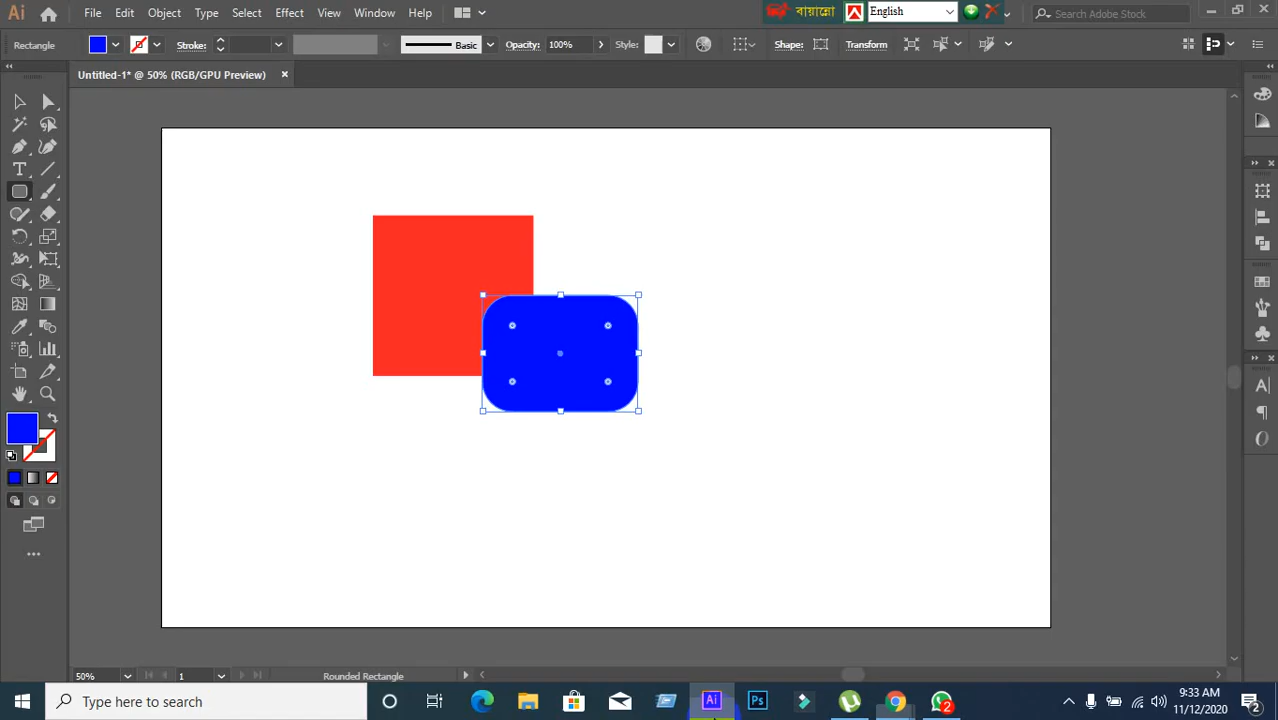 Ai File Edit Object Type Select Effect View Window Help
বায়ান্নো English Search Adobe Stock
Rectangle Stroke: Basic Opacity: 100% Style: Shape: Transform
Untitled-1* @ 50% (RGB/GPU Preview)
50% 1 Rounded Rectangle
Type here to search Ai Ps 2 9:33 AM
11/12/2020 2